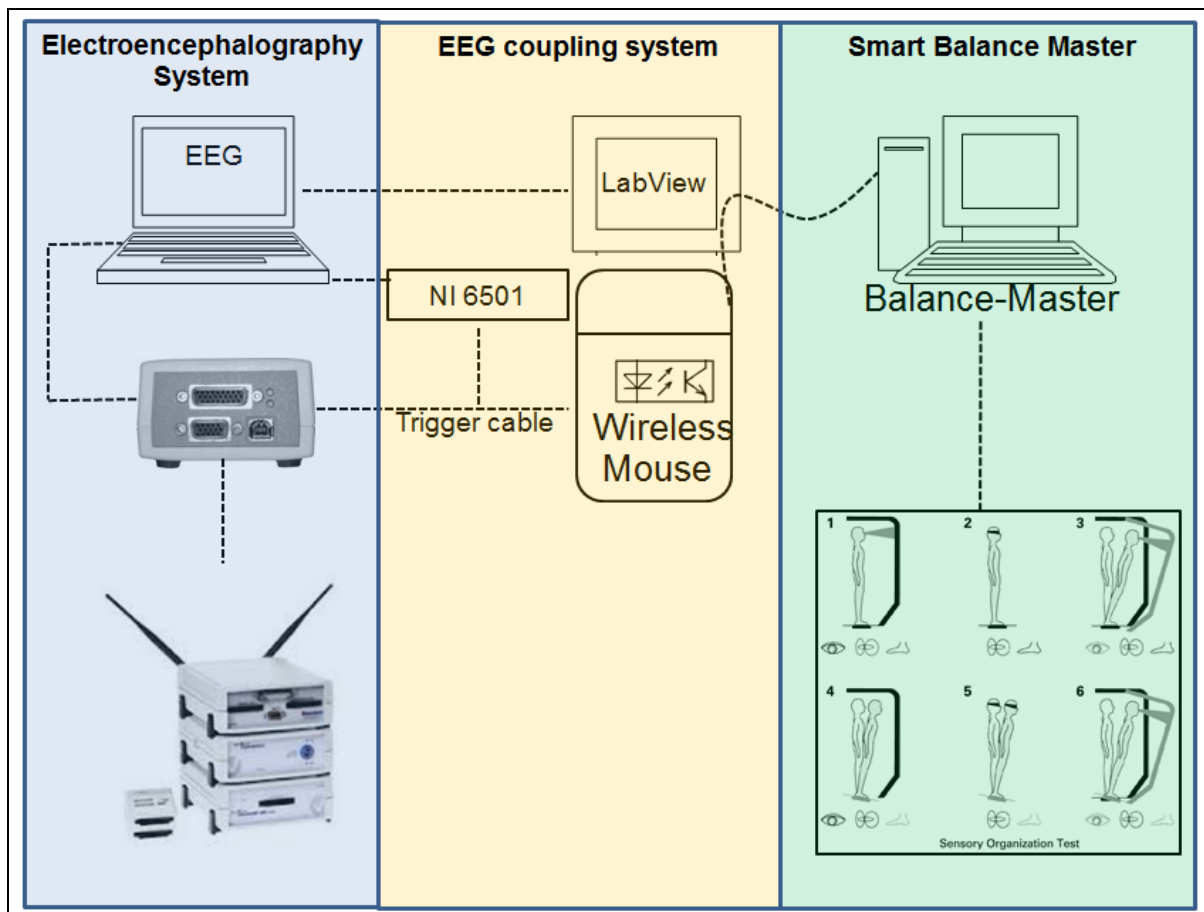 Electroencephalography
System
EEG
EEG coupling system
LabView
NI 6501
Trigger cable
Wireless
Mouse
Smart Balance Master
Balance-Master
1 2 3
4 5 6
Sensory Organization Test